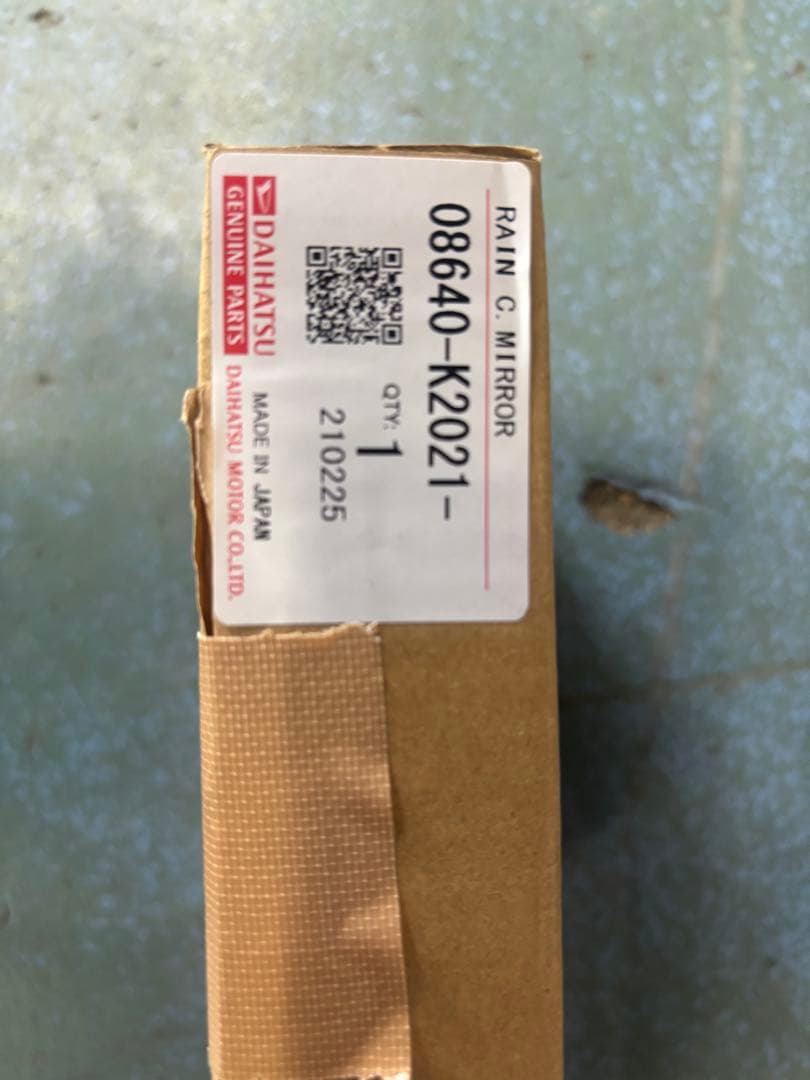 RAIN C. MIRROR
08640-K2021-
QTY: 1
210225
DAIHATSU
MADE IN JAPAN
GENUINE PARTS
DAIHATSU MOTOR CO.,LTD.